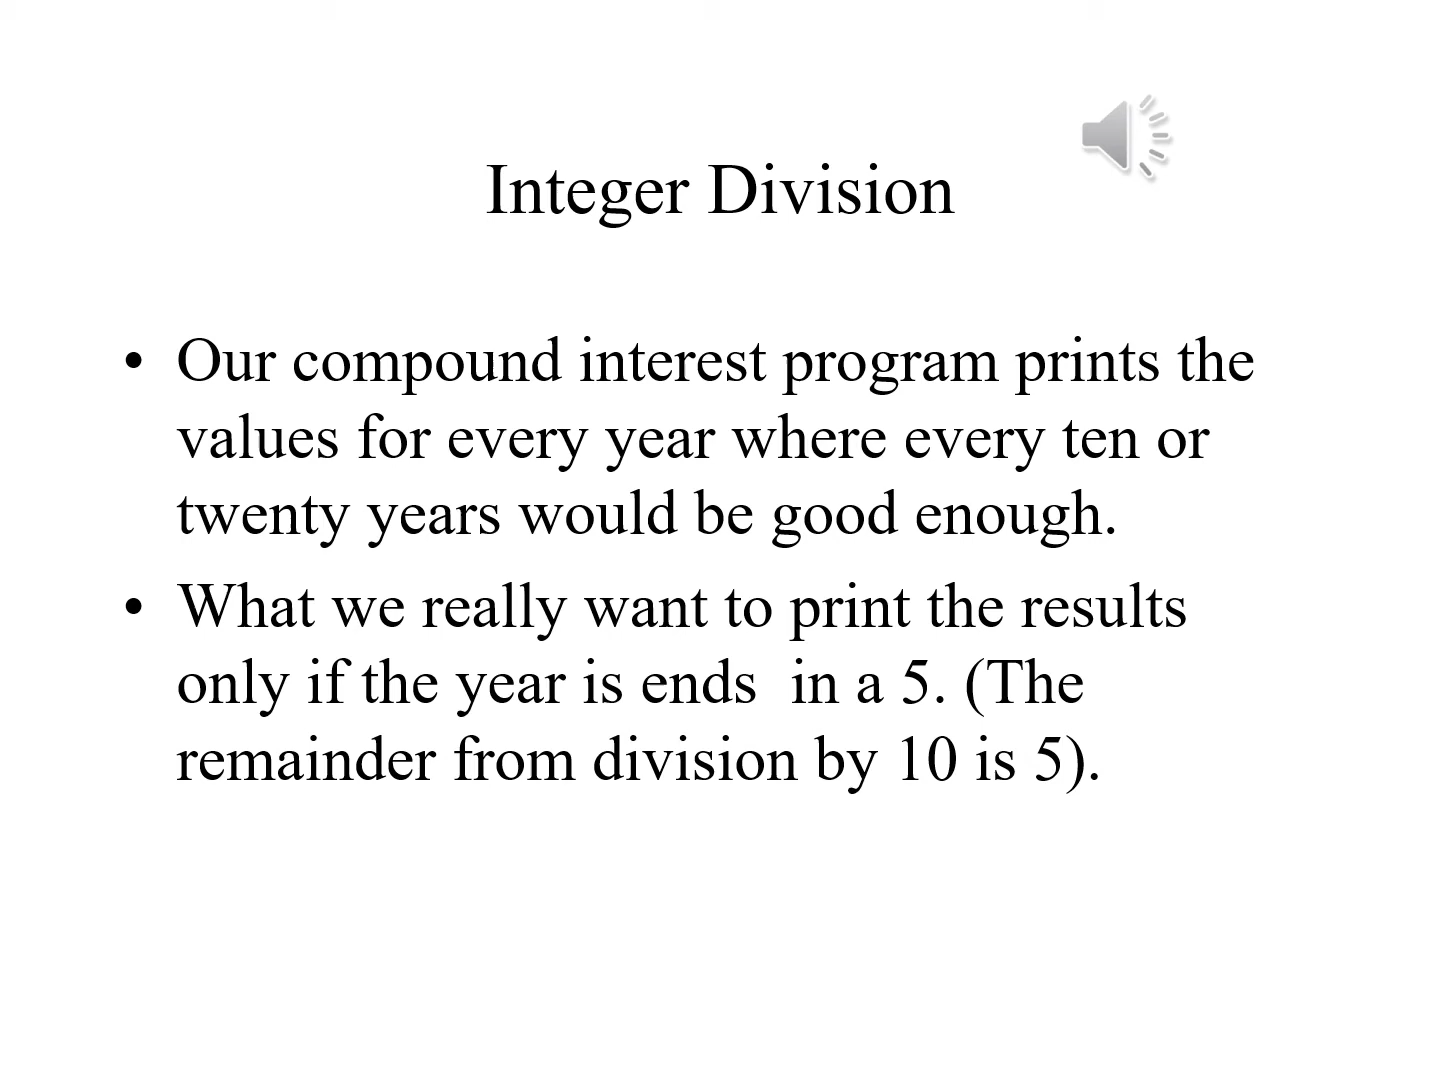 Integer Division
• Our compound interest program prints the
values for every year where every ten or
twenty years would be good enough.
• What we really want to print the results
only if the year is ends  in a 5. (The
remainder from division by 10 is 5).